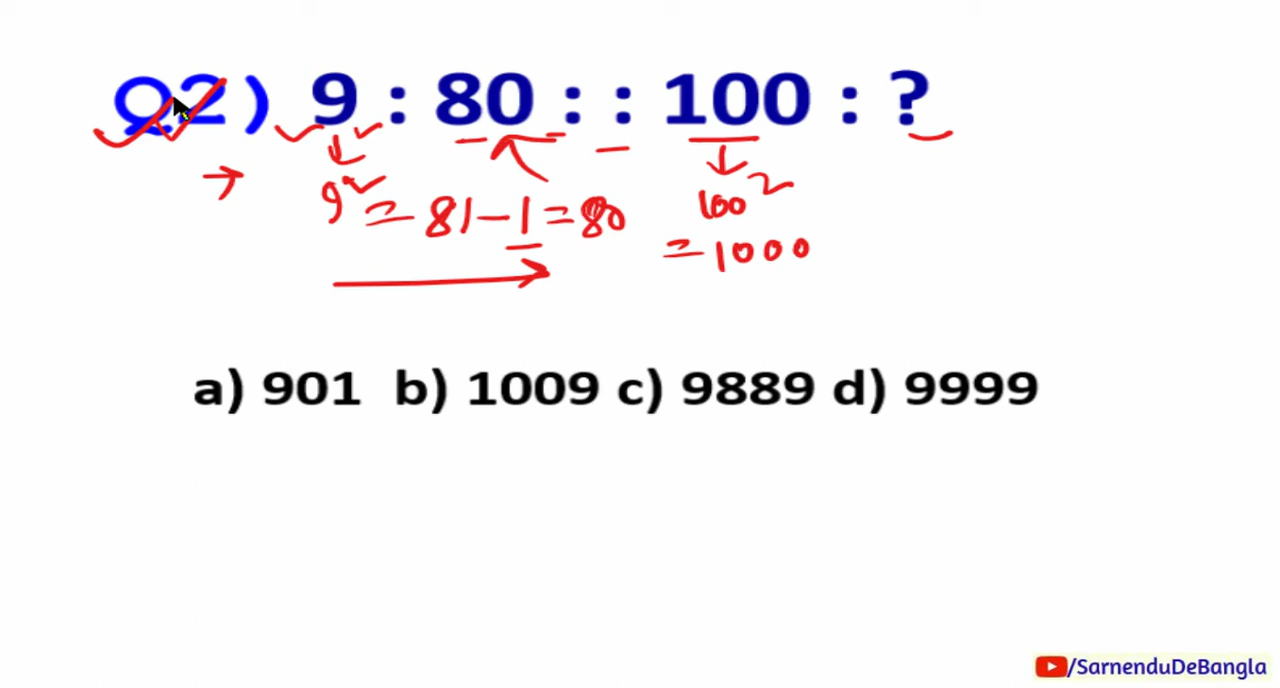 Q2) 9 : 80 : : 100 : ?
9² = 81 - 1 = 80
100²
= 1000
a) 901 b) 1009 c) 9889 d) 9999
/SarnenduDeBangla